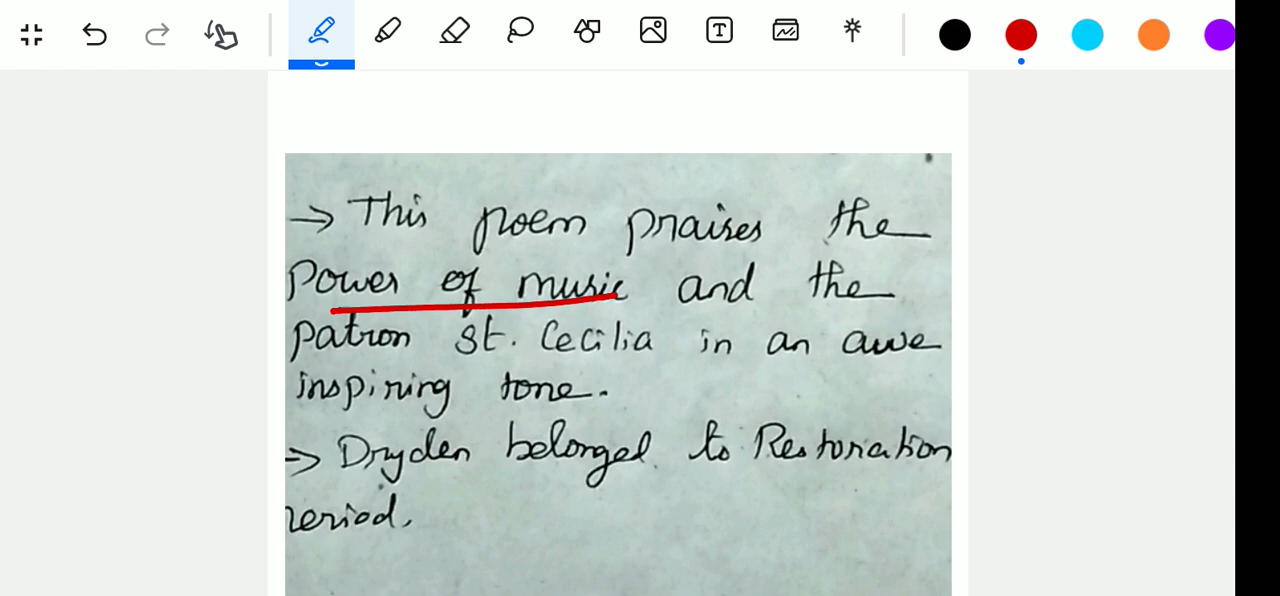 → This poem praises the
Power of music and the
patron St. Cecilia in an awe
inspiring tone.
→ Dryden belonged to Restoration
Period.